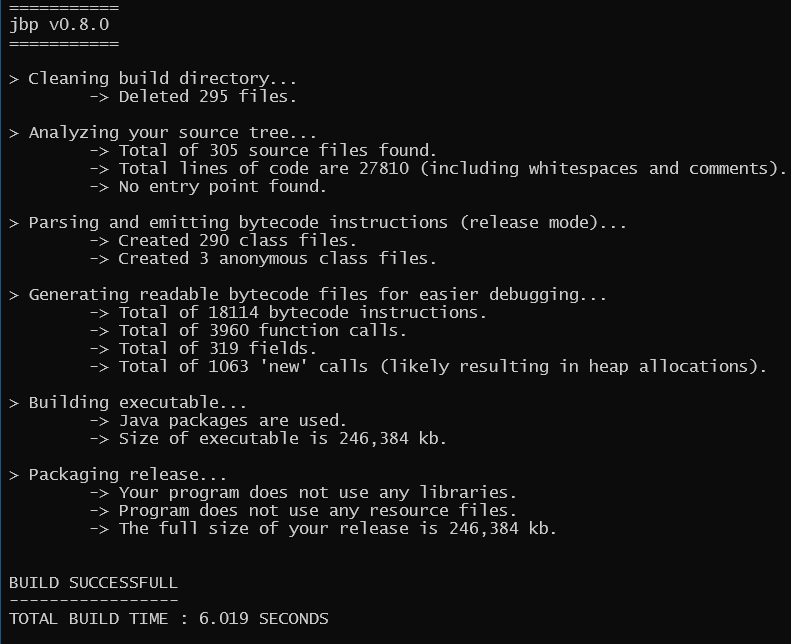 ===========
jbp v0.8.0
===========
> Cleaning build directory...
-> Deleted 295 files.
> Analyzing your source tree...
-> Total of 305 source files found.
-> Total lines of code are 27810 (including whitespaces and comments).
-> No entry point found.
> Parsing and emitting bytecode instructions (release mode)...
-> Created 290 class files.
-> Created 3 anonymous class files.
> Generating readable bytecode files for easier debugging...
-> Total of 18114 bytecode instructions.
-> Total of 3960 function calls.
-> Total of 319 fields.
-> Total of 1063 'new' calls (likely resulting in heap allocations).
> Building executable...
-> Java packages are used.
-> Size of executable is 246,384 kb.
> Packaging release...
-> Your program does not use any libraries.
-> Program does not use any resource files.
-> The full size of your release is 246,384 kb.
BUILD SUCCESSFULL
-----------------
TOTAL BUILD TIME : 6.019 SECONDS